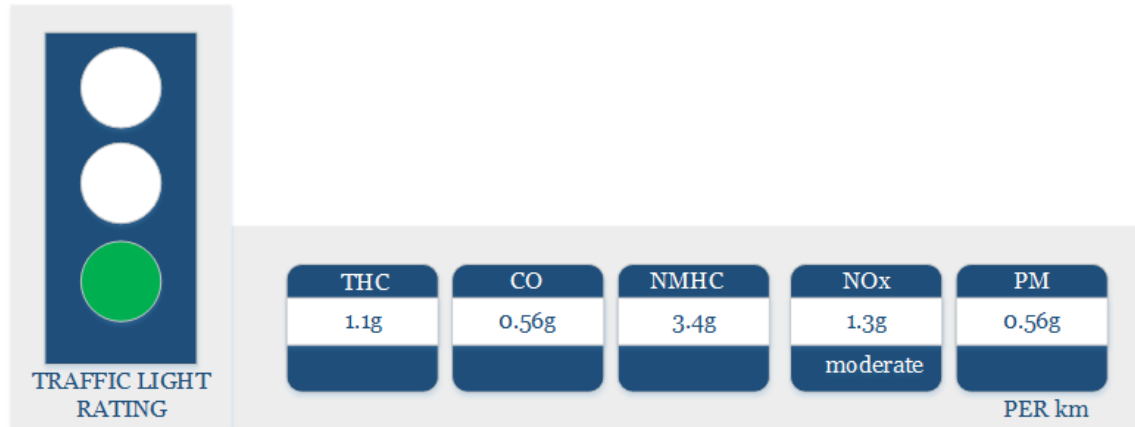 TRAFFIC LIGHT
RATING
THC
1.1g
CO
0.56g
NMHC
3.4g
NOx
1.3g
moderate
PM
0.56g
PER km